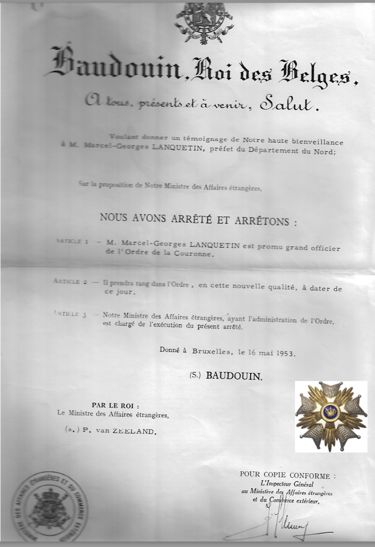 Baudouin, Roi des Belges.
A tous, présents et à venir, Salut.
Voulant donner un témoignage de Notre haute bienveillance
à M. Marcel-Georges LANQUETIN, préfet du Département du Nord;
Sur la proposition de Notre Ministre des Affaires étrangères,
NOUS AVONS ARRÊTÉ ET ARRÊTONS :
ARTICLE 1 — M. Marcel-Georges LANQUETIN est promu grand officier
de l'Ordre de la Couronne.
ARTICLE 2 — Il prendra rang dans l'Ordre, en cette nouvelle qualité, à dater de
ce jour.
ARTICLE 3 — Notre Ministre des Affaires étrangères, ayant l'administration de l'Ordre,
est chargé de l'exécution du présent arrêté.
Donné à Bruxelles, le 16 mai 1953.
(S.) BAUDOUIN.
PAR LE ROI :
Le Ministre des Affaires étrangères,
(s.) P. van ZEELAND.
POUR COPIE CONFORME :
L'Inspecteur Général
au Ministère des Affaires étrangères
et du Commerce extérieur,